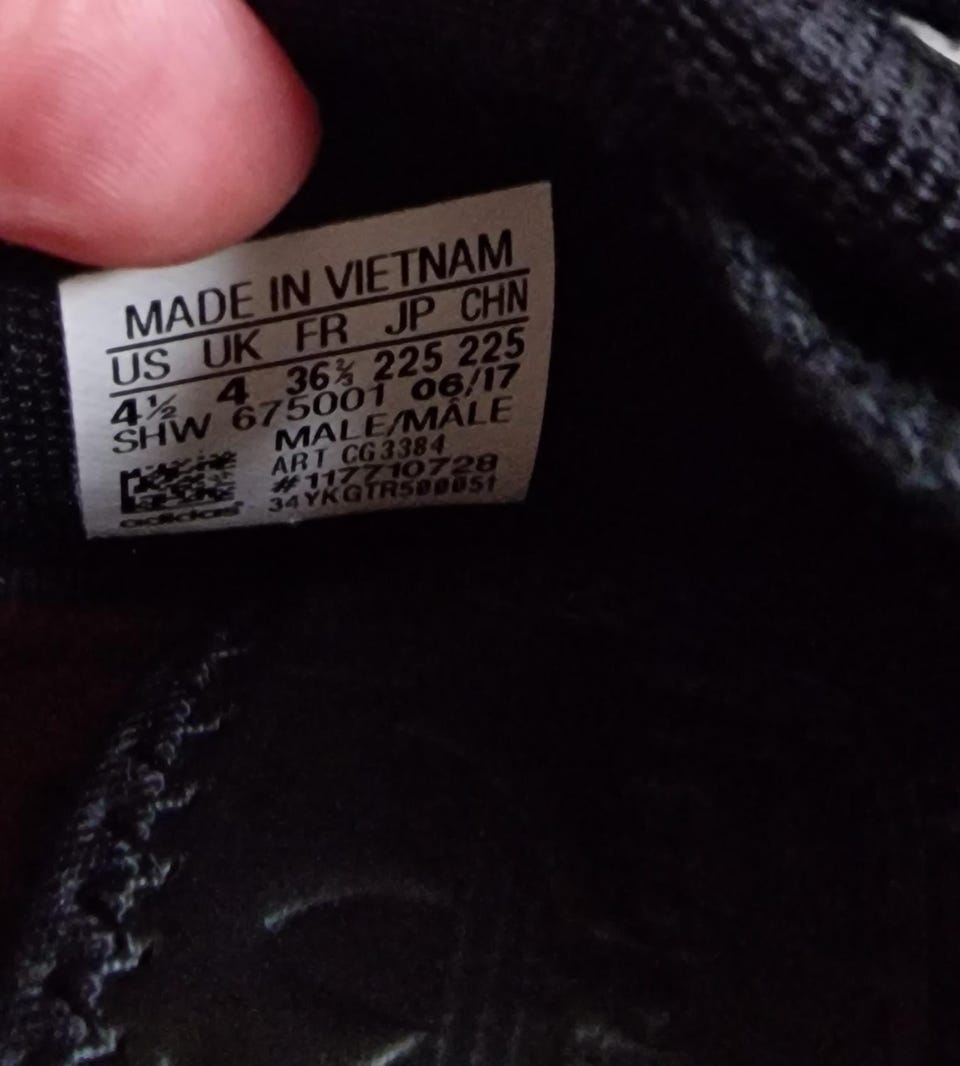 MADE IN VIETNAM
US UK FR JP CHN
4½ 4 36⅔ 225 225
SHW 675001 06/17
MALE/MÂLE
ART CG3384
#117710728
34YKGTR500051
adidas